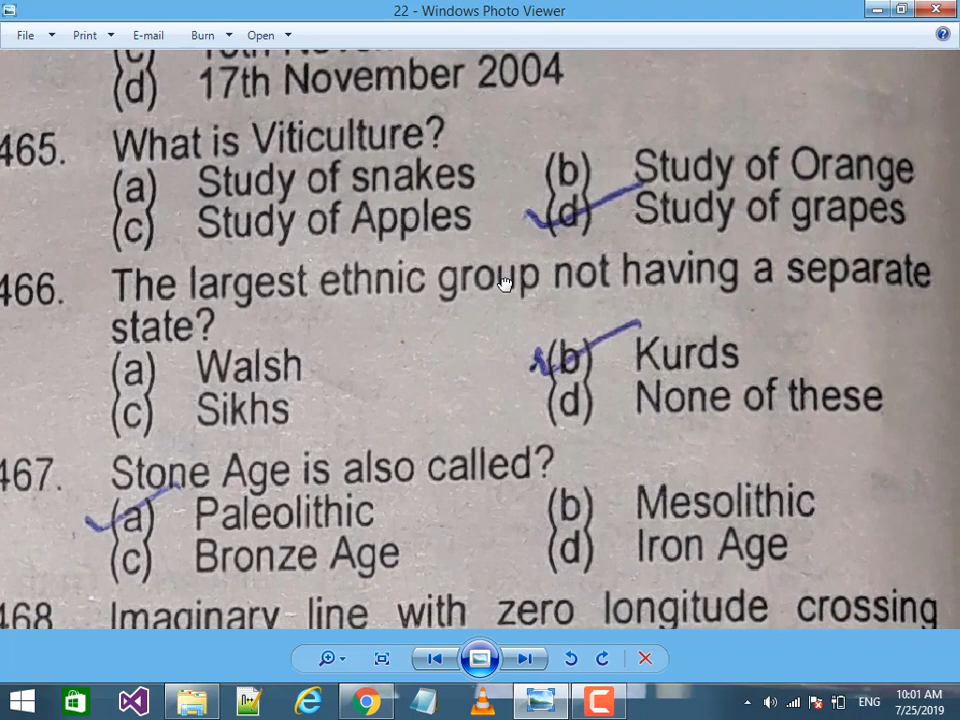 22 - Windows Photo Viewer
File Print E-mail Burn Open
(d) 17th November 2004
465. What is Viticulture?
(a) Study of snakes (b) Study of Orange
(c) Study of Apples (d) Study of grapes
466. The largest ethnic group not having a separate
state?
(a) Walsh (b) Kurds
(c) Sikhs (d) None of these
467. Stone Age is also called?
(a) Paleolithic (b) Mesolithic
(c) Bronze Age (d) Iron Age
468 Imaginary line with zero longitude crossing
ENG 10:01 AM
7/25/2019